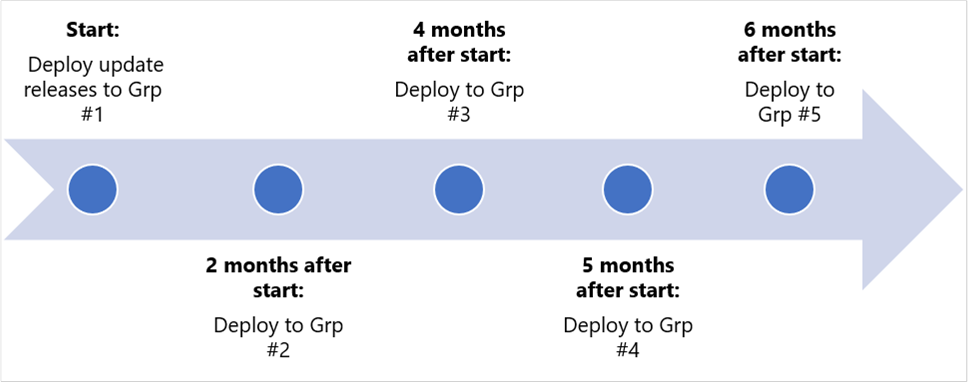 Start:
Deploy update
releases to Grp
#1
2 months after
start:
Deploy to Grp
#2
4 months
after start:
Deploy to Grp
#3
5 months
after start:
Deploy to Grp
#4
6 months
after start:
Deploy to
Grp #5